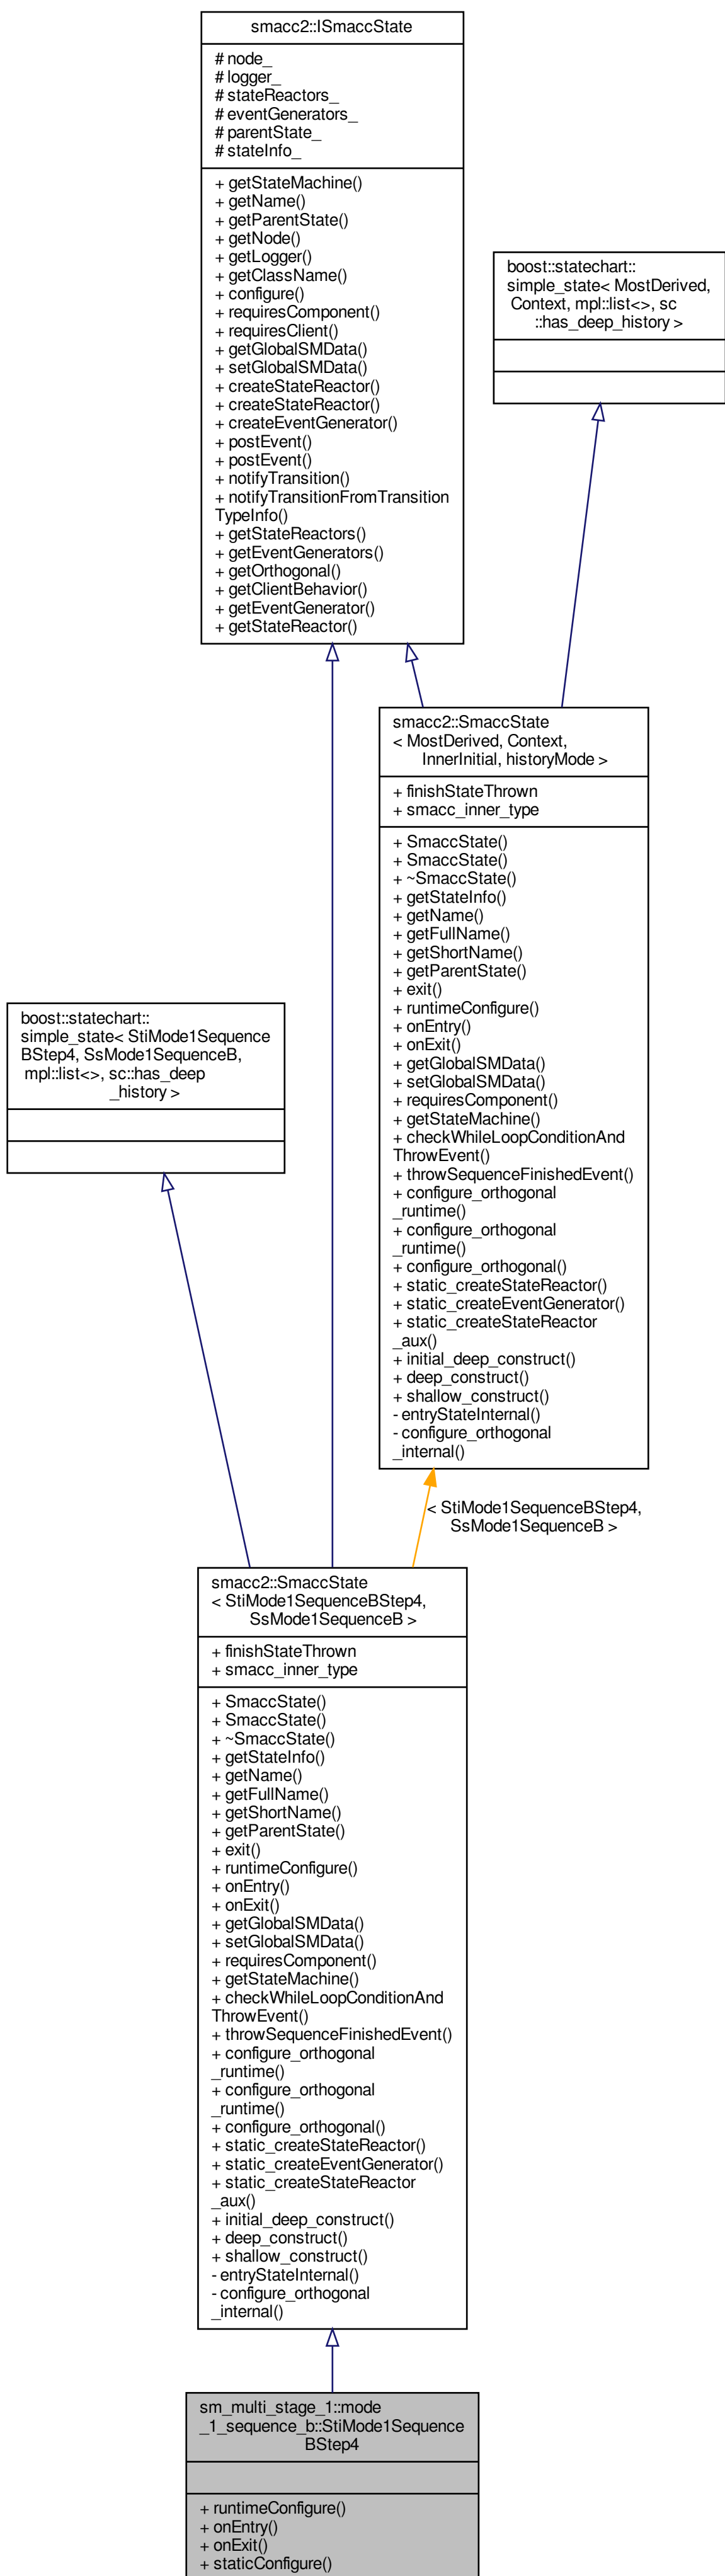 smacc2::ISmaccState
# node_
# logger_
# stateReactors_
# eventGenerators_
# parentState_
# stateInfo_
+ getStateMachine()
+ getName()
+ getParentState()
+ getNode()
+ getLogger()
+ getClassName()
+ configure()
+ requiresComponent()
+ requiresClient()
+ getGlobalSMData()
+ setGlobalSMData()
+ createStateReactor()
+ createStateReactor()
+ createEventGenerator()
+ postEvent()
+ postEvent()
+ notifyTransition()
+ notifyTransitionFromTransition
TypeInfo()
+ getStateReactors()
+ getEventGenerators()
+ getOrthogonal()
+ getClientBehavior()
+ getEventGenerator()
+ getStateReactor()
boost::statechart::
simple_state< MostDerived,
Context, mpl::list<>, sc
::has_deep_history >
smacc2::SmaccState
< MostDerived, Context,
InnerInitial, historyMode >
+ finishStateThrown
+ smacc_inner_type
+ SmaccState()
+ SmaccState()
+ ~SmaccState()
+ getStateInfo()
+ getName()
+ getFullName()
+ getShortName()
+ getParentState()
+ exit()
+ runtimeConfigure()
+ onEntry()
+ onExit()
+ getGlobalSMData()
+ setGlobalSMData()
+ requiresComponent()
+ getStateMachine()
+ checkWhileLoopConditionAnd
ThrowEvent()
+ throwSequenceFinishedEvent()
+ configure_orthogonal
_runtime()
+ configure_orthogonal
_runtime()
+ configure_orthogonal()
+ static_createStateReactor()
+ static_createEventGenerator()
+ static_createStateReactor
_aux()
+ initial_deep_construct()
+ deep_construct()
+ shallow_construct()
- entryStateInternal()
- configure_orthogonal
_internal()
boost::statechart::
simple_state< StiMode1Sequence
BStep4, SsMode1SequenceB,
mpl::list<>, sc::has_deep
_history >
< StiMode1SequenceBStep4,
SsMode1SequenceB >
smacc2::SmaccState
< StiMode1SequenceBStep4,
SsMode1SequenceB >
+ finishStateThrown
+ smacc_inner_type
+ SmaccState()
+ SmaccState()
+ ~SmaccState()
+ getStateInfo()
+ getName()
+ getFullName()
+ getShortName()
+ getParentState()
+ exit()
+ runtimeConfigure()
+ onEntry()
+ onExit()
+ getGlobalSMData()
+ setGlobalSMData()
+ requiresComponent()
+ getStateMachine()
+ checkWhileLoopConditionAnd
ThrowEvent()
+ throwSequenceFinishedEvent()
+ configure_orthogonal
_runtime()
+ configure_orthogonal
_runtime()
+ configure_orthogonal()
+ static_createStateReactor()
+ static_createEventGenerator()
+ static_createStateReactor
_aux()
+ initial_deep_construct()
+ deep_construct()
+ shallow_construct()
- entryStateInternal()
- configure_orthogonal
_internal()
sm_multi_stage_1::mode
_1_sequence_b::StiMode1Sequence
BStep4
+ runtimeConfigure()
+ onEntry()
+ onExit()
+ staticConfigure()